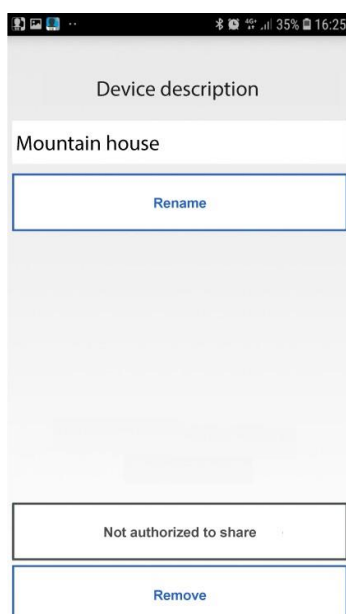 35% 16:25
Device description
Mountain house
Rename
Not authorized to share
Remove